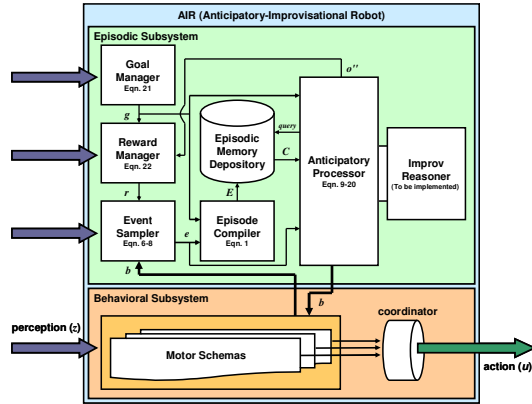 AIR (Anticipatory-Improvisational Robot)
Episodic Subsystem
Goal
Manager
Eqn. 21
g
Reward
Manager
Eqn. 22
r
Event
Sampler
Eqn. 6-8
e
b
Episodic
Memory
Depository
E
Episode
Compiler
Eqn. 1
o''
query
C
Anticipatory
Processor
Eqn. 9-20
Improv
Reasoner
(To be implemented)
b
Behavioral Subsystem
perception (z)
Motor Schemas
coordinator
action (u)